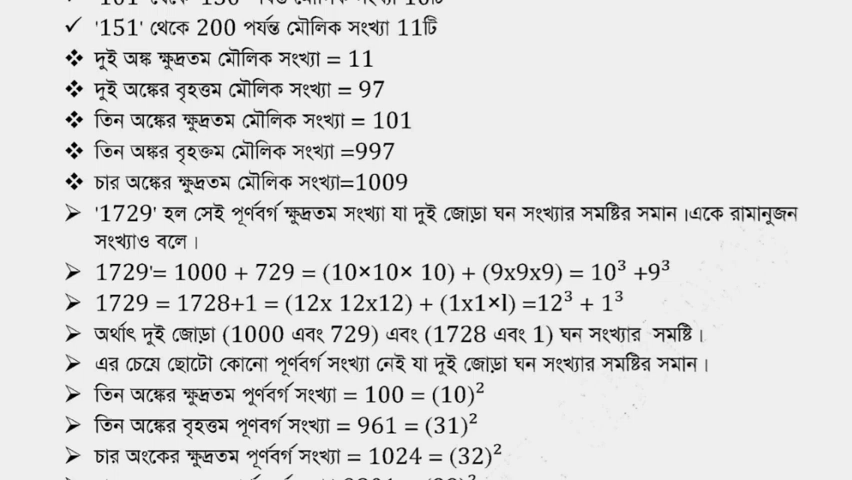 ✓ '151' থেকে 200 পর্যন্ত মৌলিক সংখ্যা 11টি
❖ দুই অঙ্ক ক্ষুদ্রতম মৌলিক সংখ্যা = 11
❖ দুই অঙ্কের বৃহত্তম মৌলিক সংখ্যা = 97
❖ তিন অঙ্কের ক্ষুদ্রতম মৌলিক সংখ্যা = 101
❖ তিন অঙ্কর বৃহক্তম মৌলিক সংখ্যা =997
❖ চার অঙ্কের ক্ষুদ্রতম মৌলিক সংখ্যা=1009
➢ '1729' হল সেই পূর্ণবর্গ ক্ষুদ্রতম সংখ্যা যা দুই জোড়া ঘন সংখ্যার সমষ্টির সমান।একে রামানুজন
সংখ্যাও বলে।
➢ 1729'= 1000 + 729 = (10×10× 10) + (9x9x9) = 10³ +9³
➢ 1729 = 1728+1 = (12x 12x12) + (1x1×l) =12³ + 1³
➢ অর্থাৎ দুই জোড়া (1000 এবং 729) এবং (1728 এবং 1) ঘন সংখ্যার সমষ্টি।
➢ এর চেযে ছোটো কোনো পূর্ণবর্গ সংখ্যা নেই যা দুই জোড়া ঘন সংখ্যার সমষ্টির সমান।
➢ তিন অঙ্কের ক্ষুদ্রতম পুর্ণবর্গ সংখ্যা = 100 = (10)²
➢ তিন অঙ্কের বৃহত্তম পূণবর্গ সংখ্যা = 961 = (31)²
➢ চার অংকের ক্ষুদ্রতম পূর্ণবর্গ সংখ্যা = 1024 = (32)²